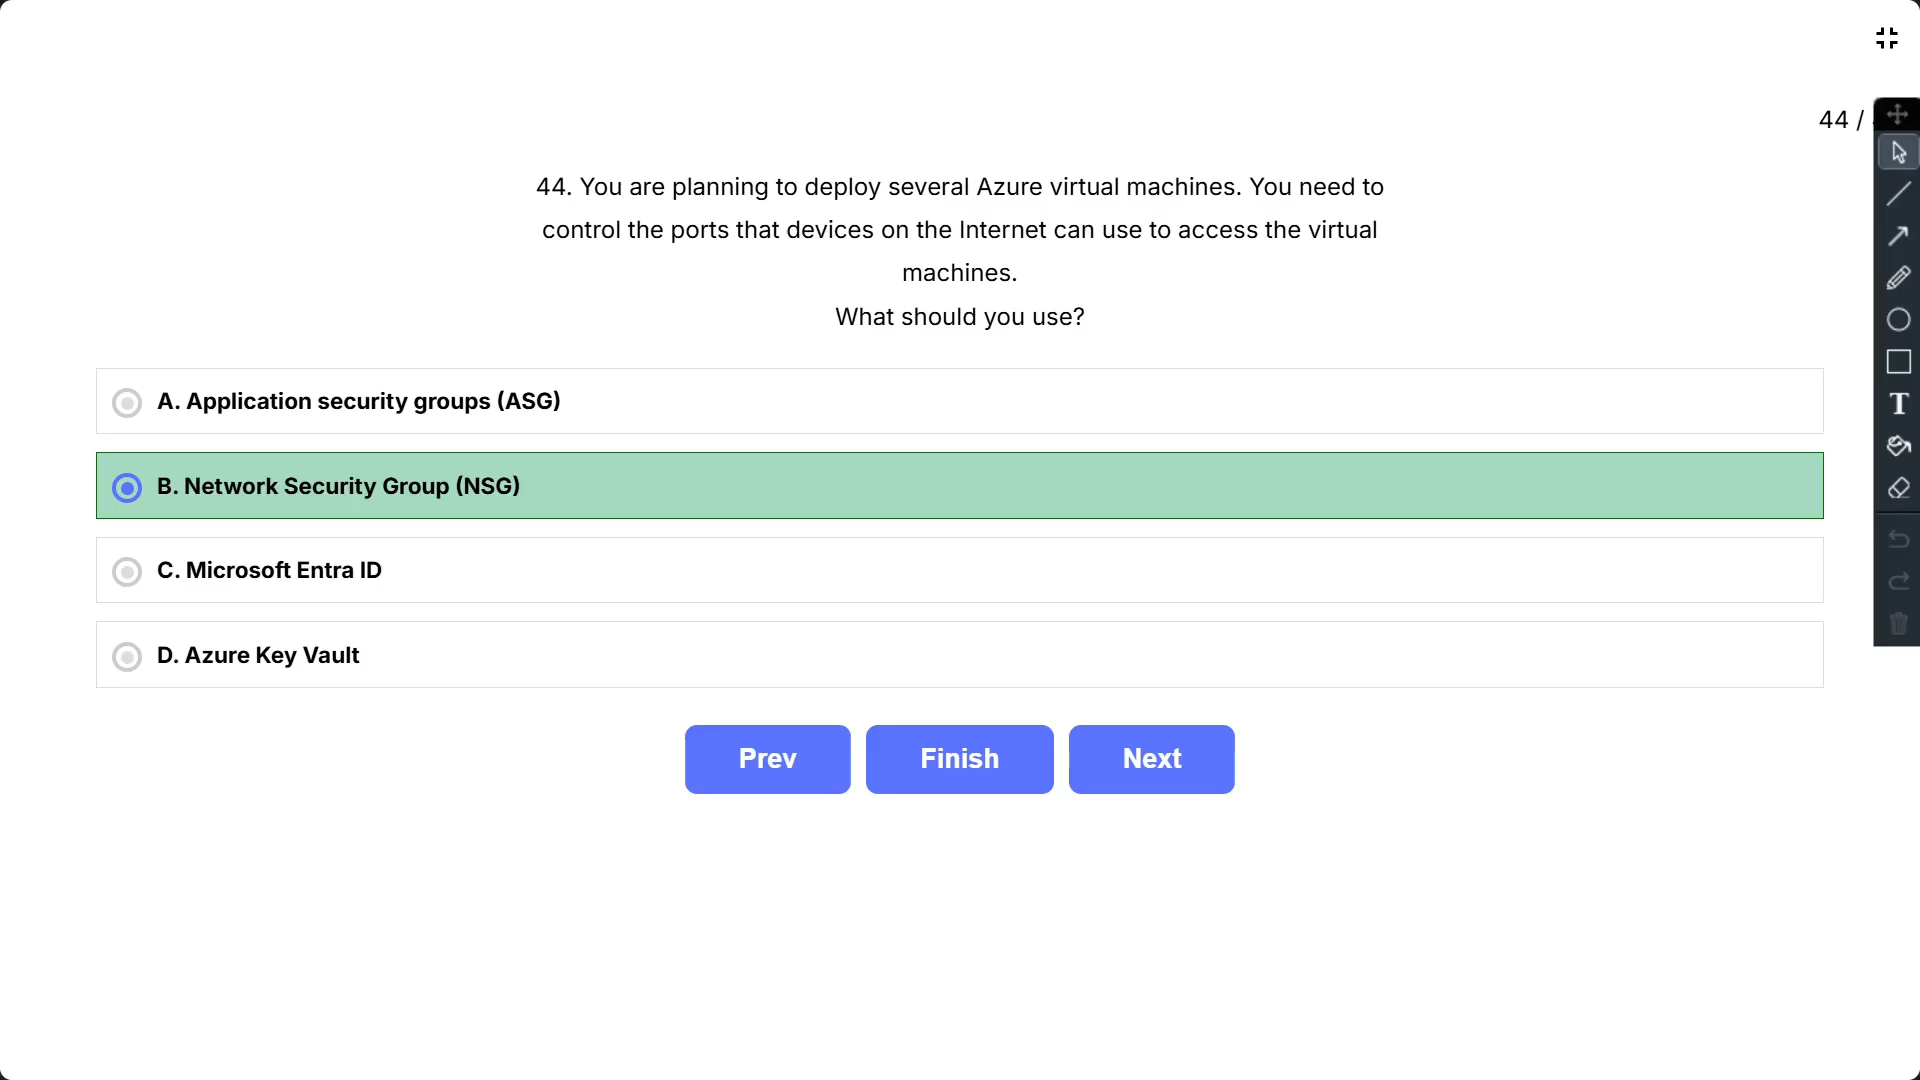 44 /
44. You are planning to deploy several Azure virtual machines. You need to
control the ports that devices on the Internet can use to access the virtual
machines.
What should you use?
A. Application security groups (ASG)
B. Network Security Group (NSG)
C. Microsoft Entra ID
D. Azure Key Vault
Prev Finish Next
T